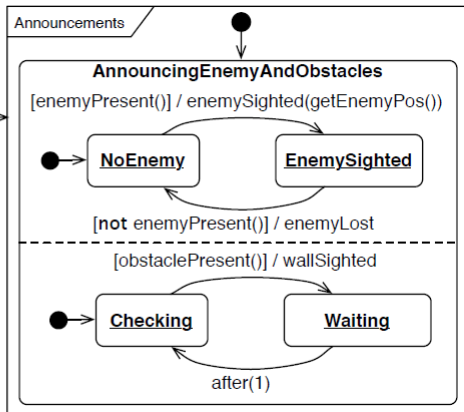 Announcements
AnnouncingEnemyAndObstacles
[enemyPresent()] / enemySighted(getEnemyPos())
NoEnemy
EnemySighted
[not enemyPresent()] / enemyLost
[obstaclePresent()] / wallSighted
Checking
Waiting
after(1)